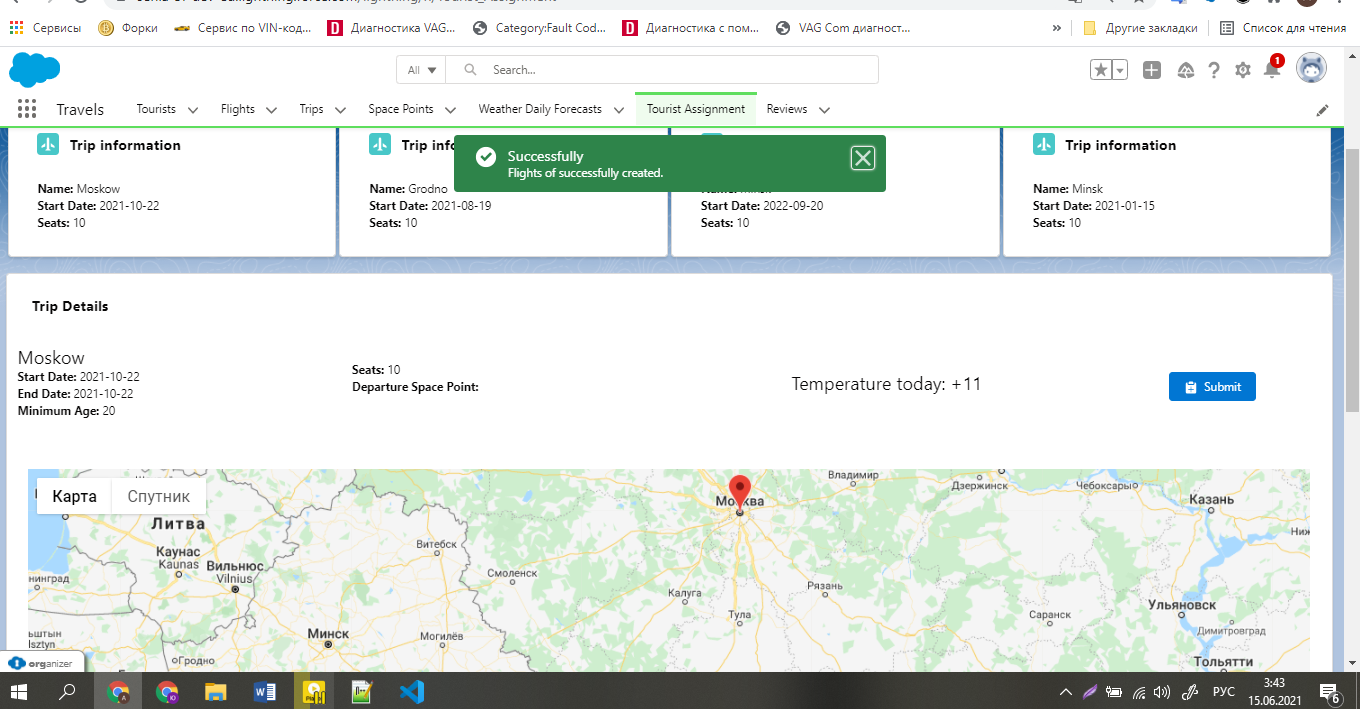 Сервисы
Форки
Сервис по VIN-код...
Диагностика VAG...
Category:Fault Cod...
Диагностика с пом...
VAG Com диагност...
»
Другие закладки
Список для чтения
All
Search...
1
Travels
Tourists
Flights
Trips
Space Points
Weather Daily Forecasts
Tourist Assignment
Reviews
Successfully
Flights of successfully created.
Trip information
Name: Moskow
Start Date: 2021-10-22
Seats: 10
Name: Grodno
Start Date: 2021-08-19
Seats: 10
Start Date: 2022-09-20
Seats: 10
Trip information
Name: Minsk
Start Date: 2021-01-15
Seats: 10
Trip Details
Moskow
Start Date: 2021-10-22
End Date: 2021-10-22
Minimum Age: 20
Seats: 10
Departure Space Point:
Temperature today: +11
Submit
Карта
Спутник
Москва
Владимир
Дзержинск
Чебоксары
Казань
Литва
Каунас
Kaunas
Вильнюс
Vilnius
Витебск
Смоленск
Калуга
Рязань
Тула
Саранск
Ульяновск
Димитровград
Минск
Могилёв
Гродно
Тольятти
organizer
РУС
3:43
15.06.2021
6